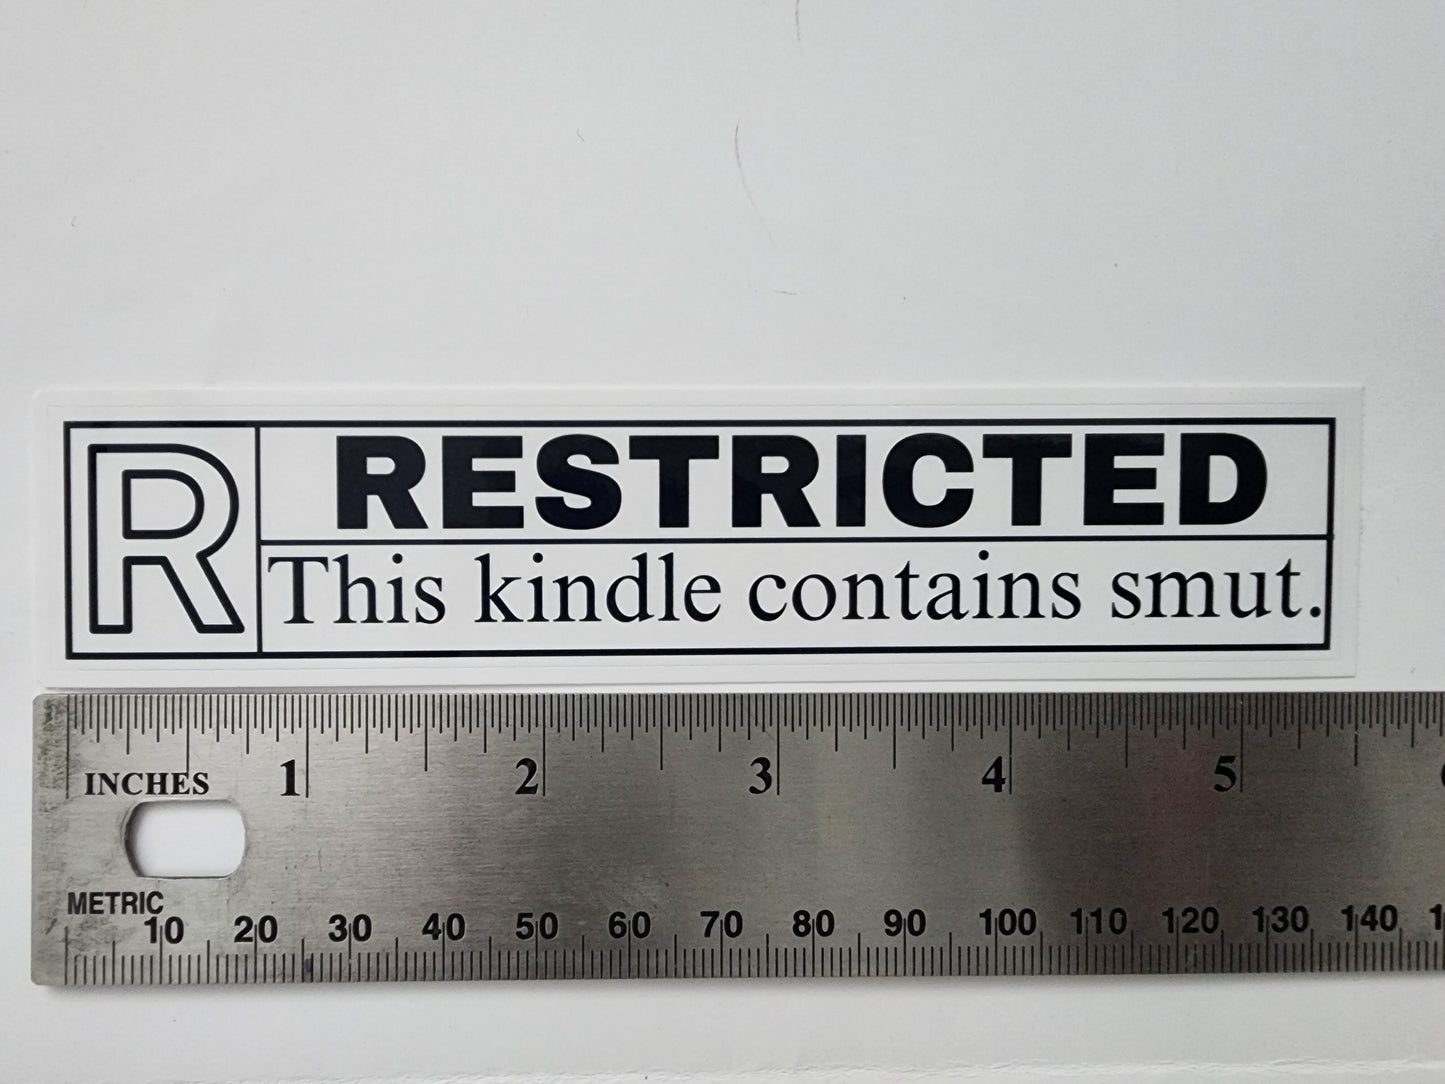 R
RESTRICTED
This kindle contains smut.
INCHES 1 2 3 4 5
METRIC
10 20 30 40 50 60 70 80 90 100 110 120 130 140